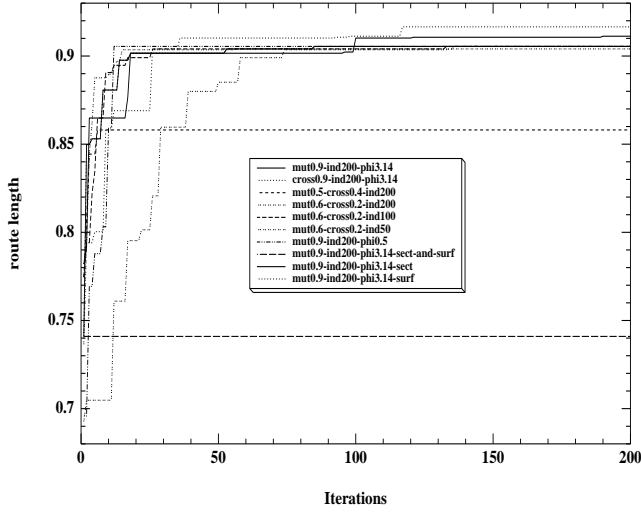 0.9
0.85
0.8
0.75
0.7
route length
mut0.9-ind200-phi3.14
cross0.9-ind200-phi3.14
mut0.5-cross0.4-ind200
mut0.6-cross0.2-ind200
mut0.6-cross0.2-ind100
mut0.6-cross0.2-ind50
mut0.9-ind200-phi0.5
mut0.9-ind200-phi3.14-sect-and-surf
mut0.9-ind200-phi3.14-sect
mut0.9-ind200-phi3.14-surf
0 50 100 150 200
Iterations